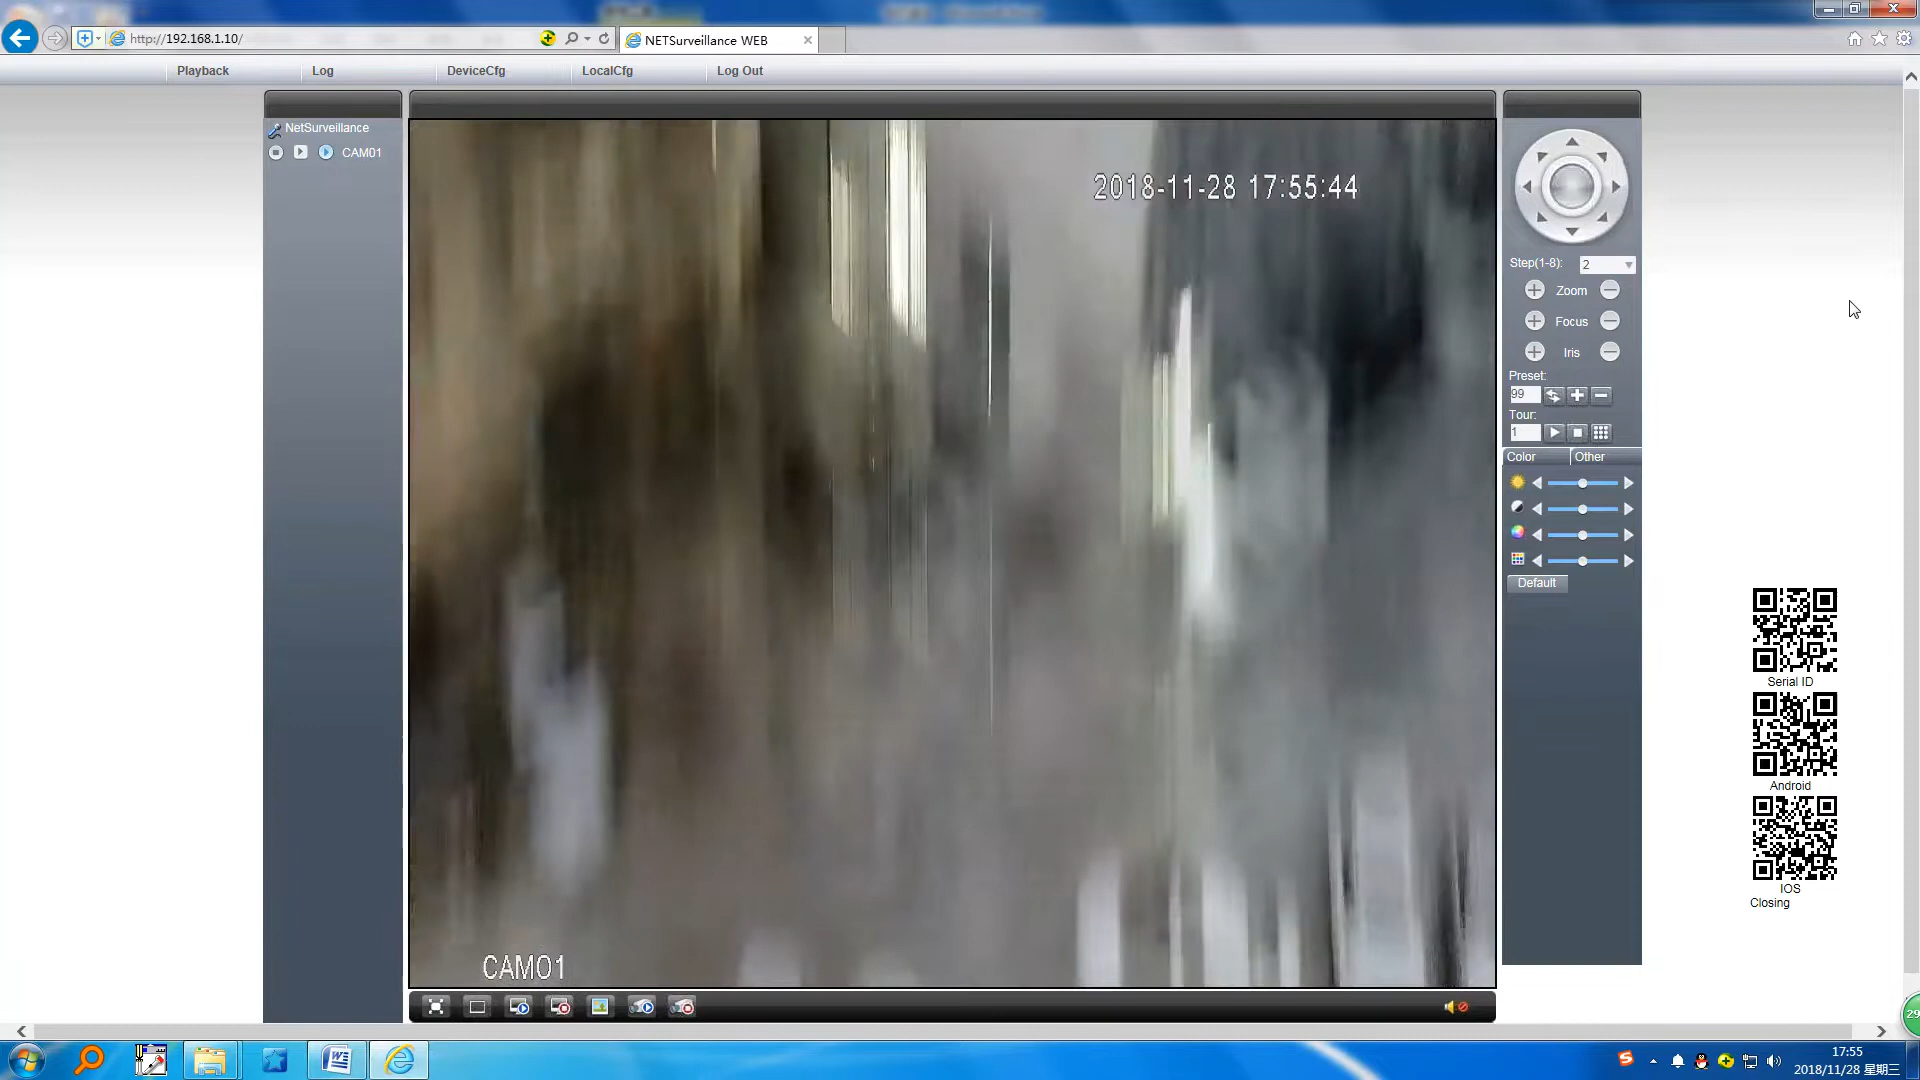 http://192.168.1.10/
NETSurveillance WEB
Playback
Log
DeviceCfg
LocalCfg
Log Out
NetSurveillance
CAM01
2018-11-28 17:55:44
CAM01
Step(1-8):
2
Zoom
Focus
Iris
Preset:
99
Tour:
1
Color
Other
Default
Serial ID
Android
IOS
Closing
29
17:55
2018/11/28 星期三